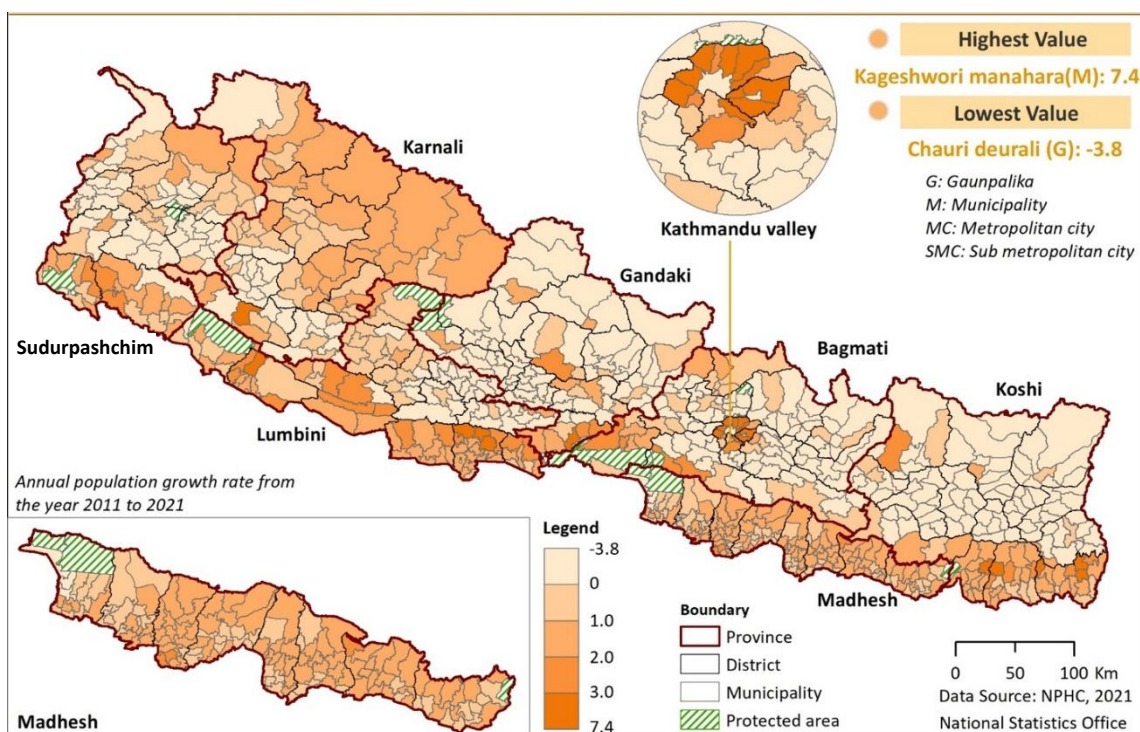 Highest Value
Kageshwori manahara(M): 7.4
Lowest Value
Chauri deurali (G): -3.8
G: Gaunpalika
M: Municipality
MC: Metropolitan city
SMC: Sub metropolitan city
Karnali
Kathmandu valley
Gandaki
Sudurpashchim
Bagmati
Koshi
Lumbini
Annual population growth rate from
the year 2011 to 2021
Madhesh
Legend
-3.8
0
1.0
2.0
3.0
7.4
Boundary
Province
District
Municipality
Protected area
0 50 100 Km
Data Source: NPHC, 2021
National Statistics Office
Madhesh